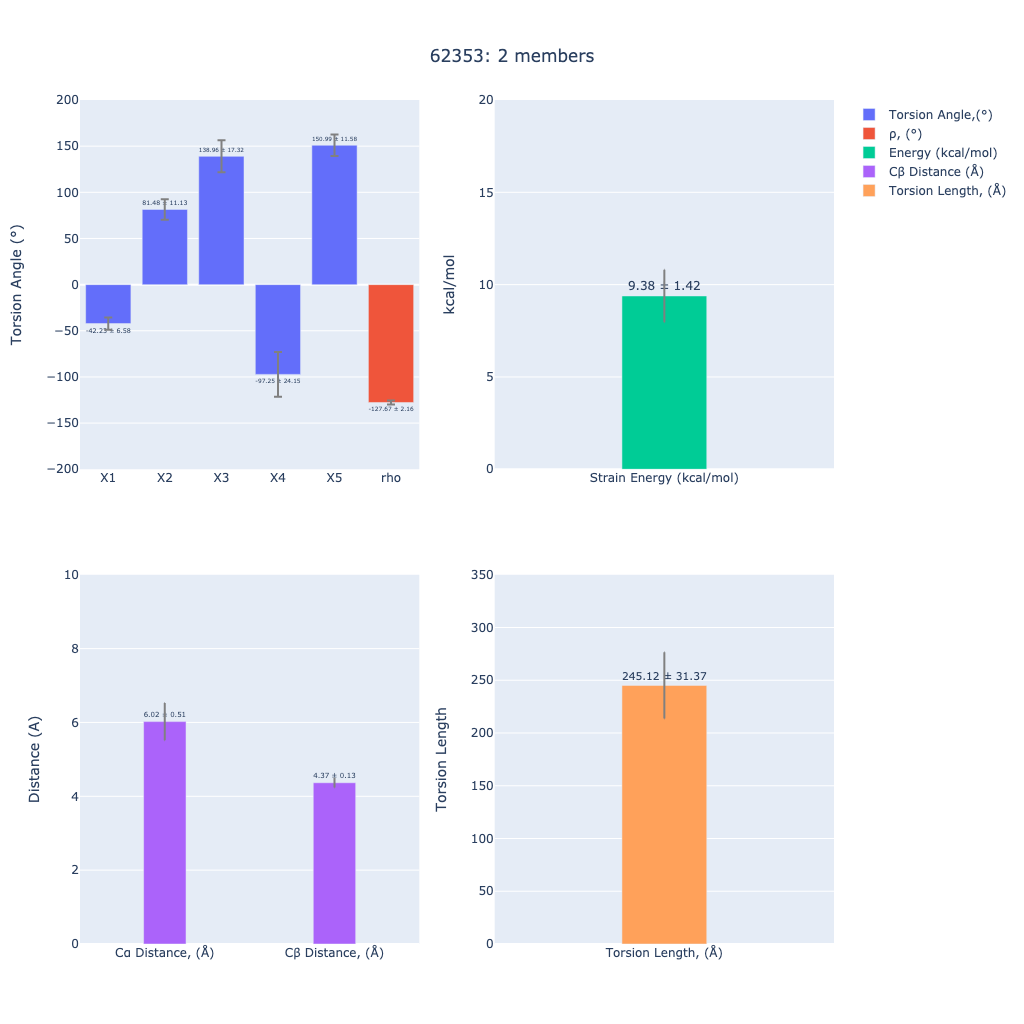 62353: 2 members
200
150
100
50
0
−50
−100
−150
−200
Torsion Angle (°)
-42.23 ± 6.58
81.48 ± 11.13
138.96 ± 17.32
-97.25 ± 24.15
150.99 ± 11.58
-127.67 ± 2.16
X1
X2
X3
X4
X5
rho
20
15
10
5
0
kcal/mol
9.38 ± 1.42
Strain Energy (kcal/mol)
Torsion Angle,(°)
ρ, (°)
Energy (kcal/mol)
Cβ Distance (Å)
Torsion Length, (Å)
10
8
6
4
2
0
Distance (A)
6.02 ± 0.51
4.37 ± 0.13
Cα Distance, (Å)
Cβ Distance, (Å)
350
300
250
200
150
100
50
0
Torsion Length
245.12 ± 31.37
Torsion Length, (Å)